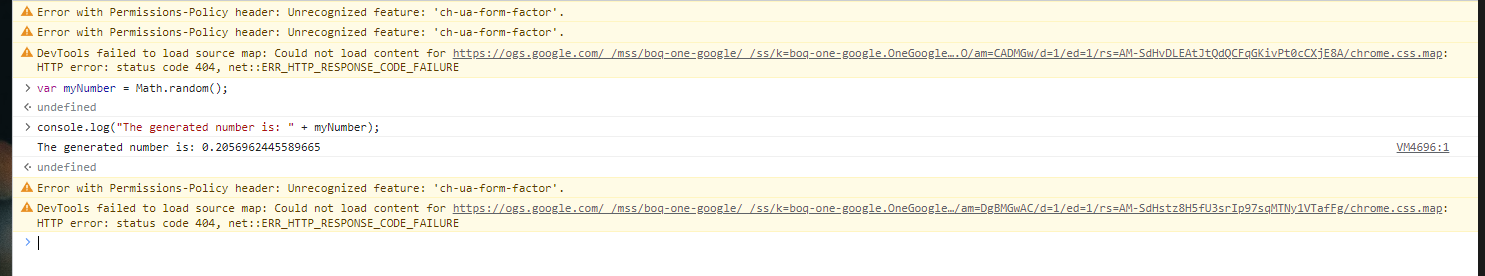 Error with Permissions-Policy header: Unrecognized feature: 'ch-ua-form-factor'.
Error with Permissions-Policy header: Unrecognized feature: 'ch-ua-form-factor'.
DevTools failed to load source map: Could not load content for https://ogs.google.com/_/mss/boq-one-google/_/ss/k=boq-one-google.OneGoogle….O/am=CADMGw/d=1/ed=1/rs=AM-SdHvDLEAtJtQdQCFqGKivPt0cCXjE8A/chrome.css.map:
HTTP error: status code 404, net::ERR_HTTP_RESPONSE_CODE_FAILURE
> var myNumber = Math.random();
undefined
> console.log("The generated number is: " + myNumber);
The generated number is: 0.2056962445589665 VM4696:1
undefined
Error with Permissions-Policy header: Unrecognized feature: 'ch-ua-form-factor'.
DevTools failed to load source map: Could not load content for https://ogs.google.com/_/mss/boq-one-google/_/ss/k=boq-one-google.OneGoogle…/am=DgBMGwAC/d=1/ed=1/rs=AM-SdHstz8H5fU3srIp97sqMTNy1VTafFg/chrome.css.map:
HTTP error: status code 404, net::ERR_HTTP_RESPONSE_CODE_FAILURE
>